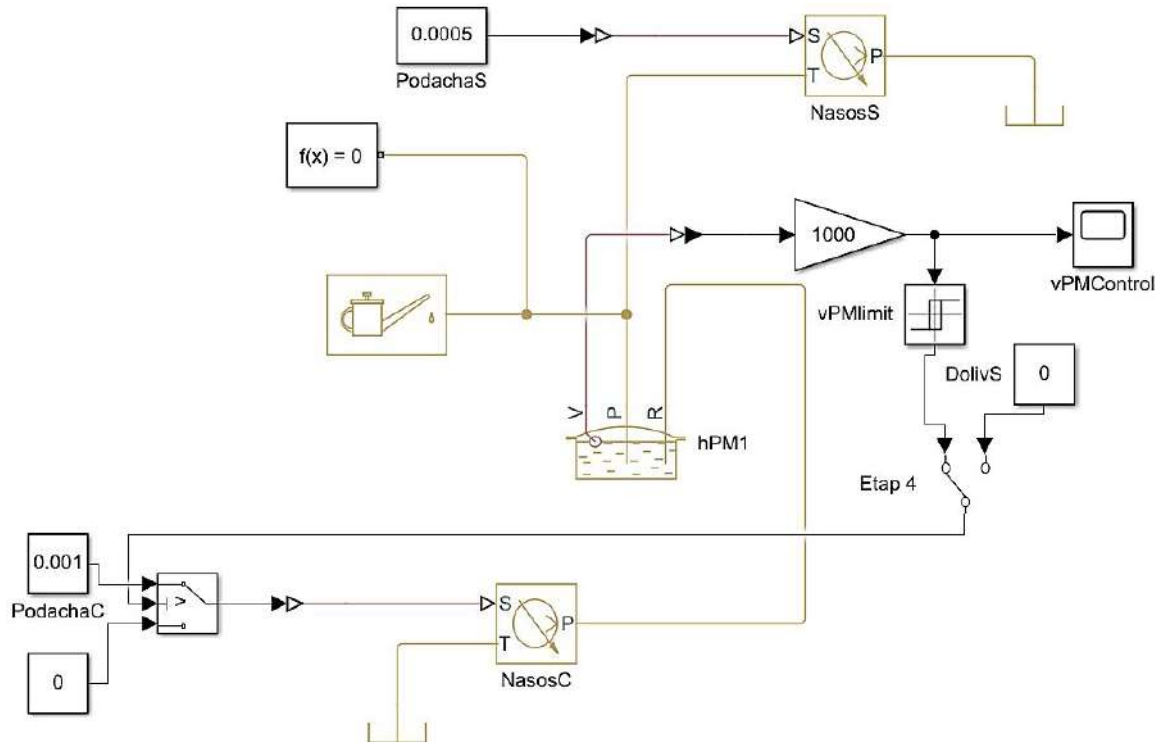 0.0005
PodachaS
S
T
P
NasosS
f(x) = 0
1000
vPMControl
vPMlimit
DolivS
0
V
P
R
hPM1
Etap 4
0.001
PodachaC
>
0
S
T
P
NasosC